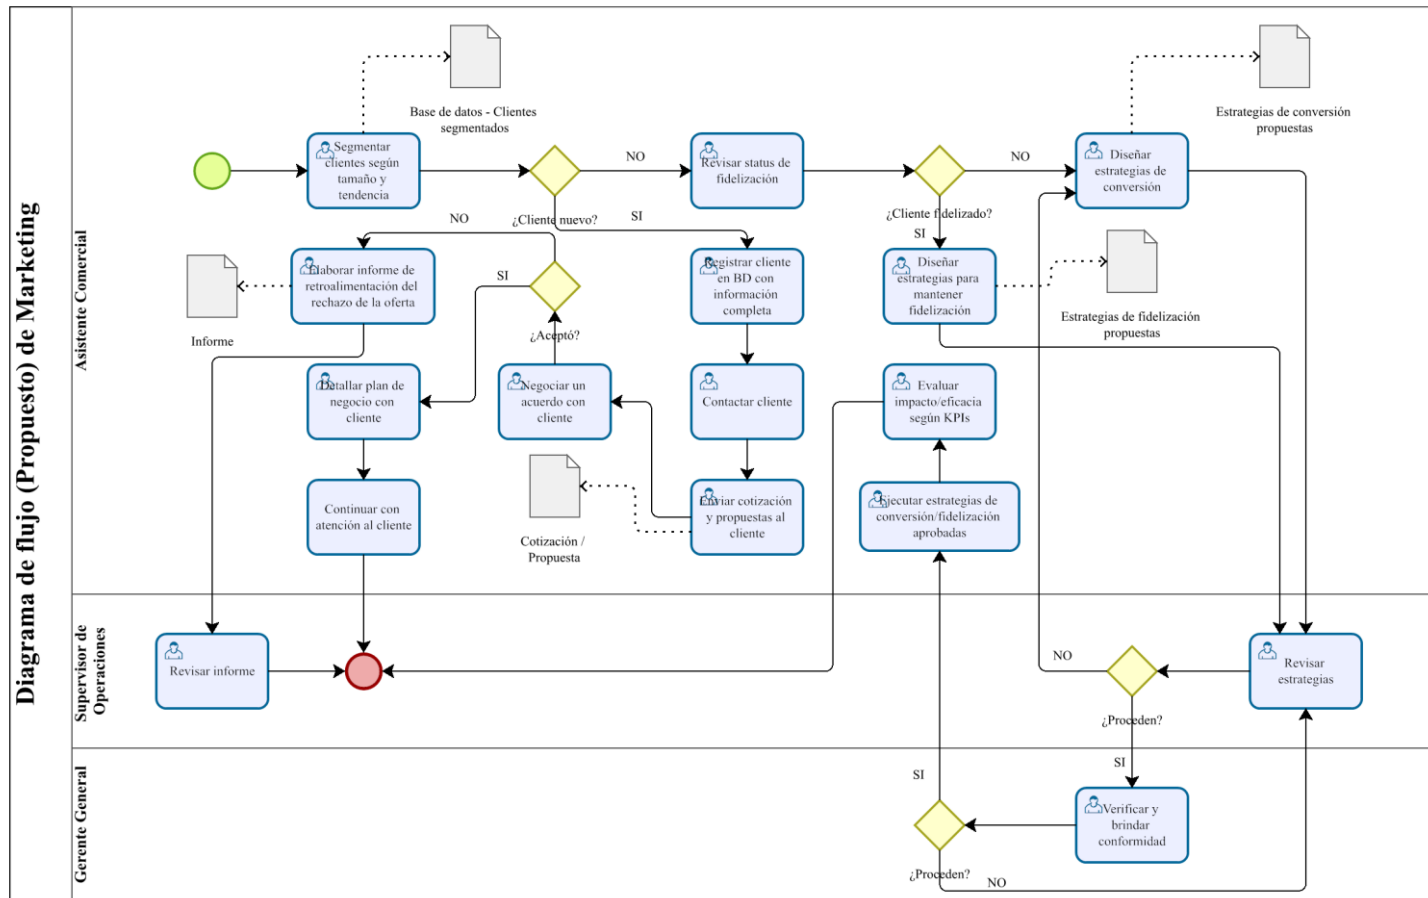 Diagrama de flujo (Propuesto) de Marketing
Asistente Comercial
Base de datos - Clientes
segmentados
Estrategias de conversión
propuestas
Segmentar
clientes según
tamaño y
tendencia
NO
Revisar status de
fidelización
NO
Diseñar
estrategias de
conversión
¿Cliente nuevo?
SI
¿Cliente fidelizado?
SI
NO
Elaborar informe de
retroalimentación del
rechazo de la oferta
SI
Registrar cliente
en BD con
información
completa
Diseñar
estrategias para
mantener
fidelización
Informe
¿Aceptó?
Estrategias de fidelización
propuestas
Detallar plan de
negocio con
cliente
Negociar un
acuerdo con
cliente
Contactar cliente
Evaluar
impacto/eficacia
según KPIs
Continuar con
atención al cliente
Cotización /
Propuesta
Enviar cotización
y propuestas al
cliente
Ejecutar estrategias de
conversión/fidelización
aprobadas
Supervisor de
Operaciones
Revisar informe
NO
Revisar
estrategias
¿Proceden?
SI
Gerente General
SI
Verificar y
brindar
conformidad
¿Proceden?
NO